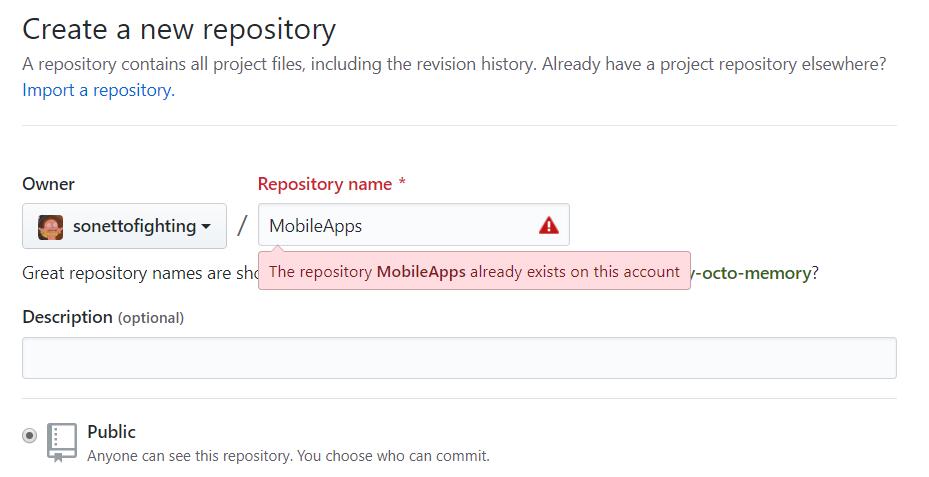 Create a new repository
A repository contains all project files, including the revision history. Already have a project repository elsewhere?
Import a repository.
Owner
Repository name *
sonettofighting / MobileApps
The repository MobileApps already exists on this account
Great repository names are -octo-memory?
Description (optional)
Public
Anyone can see this repository. You choose who can commit.